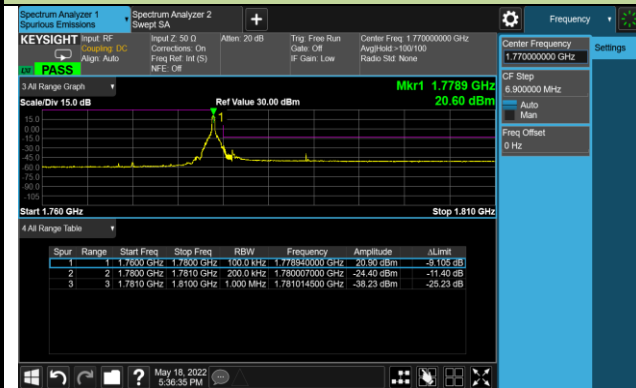 Spectrum Analyzer 1
Spurious Emissions
Spectrum Analyzer 2
Swept SA
+
Frequency
KEYSIGHT
Input: RF
Coupling: DC
Align: Auto
Input Z: 50 Ω
Corrections: On
Freq Ref: Int (S)
NFE: Off
Atten: 20 dB
Trig: Free Run
Gate: Off
IF Gain: Low
Center Freq: 1.770000000 GHz
Avg|Hold:>100/100
Radio Std: None
PASS
3 All Range Graph
Mkr1 1.7789 GHz
Scale/Div 15.0 dB
Ref Value 30.00 dBm
20.60 dBm
1
15.0
0.00
-15.0
-30.0
-45.0
-60.0
-75.0
-90.0
-105
Start 1.760 GHz
Stop 1.810 GHz
4 All Range Table
Spur Range Start Freq Stop Freq RBW Frequency Amplitude ΔLimit
1 1 1.7600 GHz 1.7800 GHz 100.0 kHz 1.778940000 GHz 20.90 dBm -9.105 dB
2 2 1.7800 GHz 1.7810 GHz 200.0 kHz 1.780007000 GHz -24.40 dBm -11.40 dB
3 3 1.7810 GHz 1.8100 GHz 1.000 MHz 1.781014500 GHz -38.23 dBm -25.23 dB
?
May 18, 2022
5:36:35 PM
Center Frequency
1.770000000 GHz
Settings
CF Step
6.900000 MHz
Auto
Man
Freq Offset
0 Hz